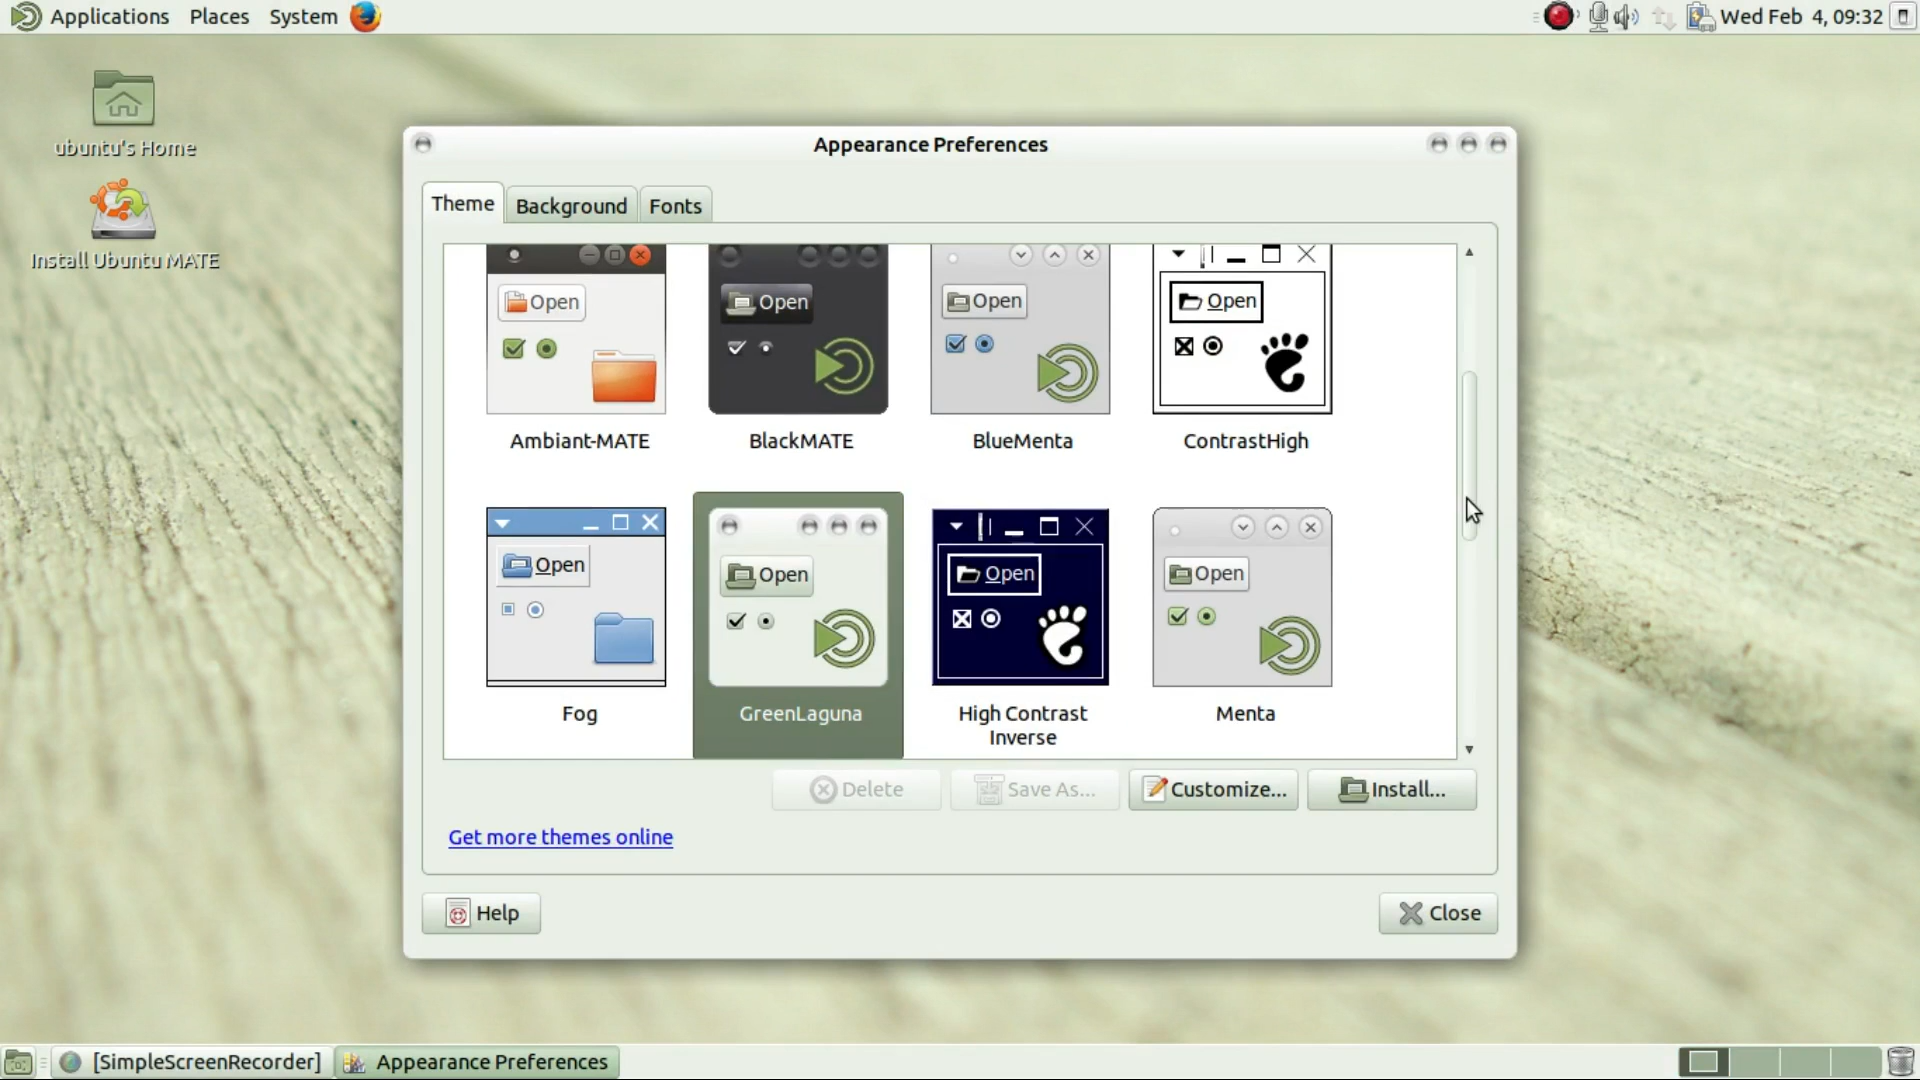 Applications Places System Wed Feb 4, 09:32
ubuntu's Home
Install Ubuntu MATE
Appearance Preferences
Theme Background Fonts
Open Open Open Open
Ambiant-MATE BlackMATE BlueMenta ContrastHigh
Open Open Open Open
Fog GreenLaguna High Contrast Menta
Inverse
Delete Save As... Customize... Install...
Get more themes online
Help Close
[SimpleScreenRecorder] Appearance Preferences